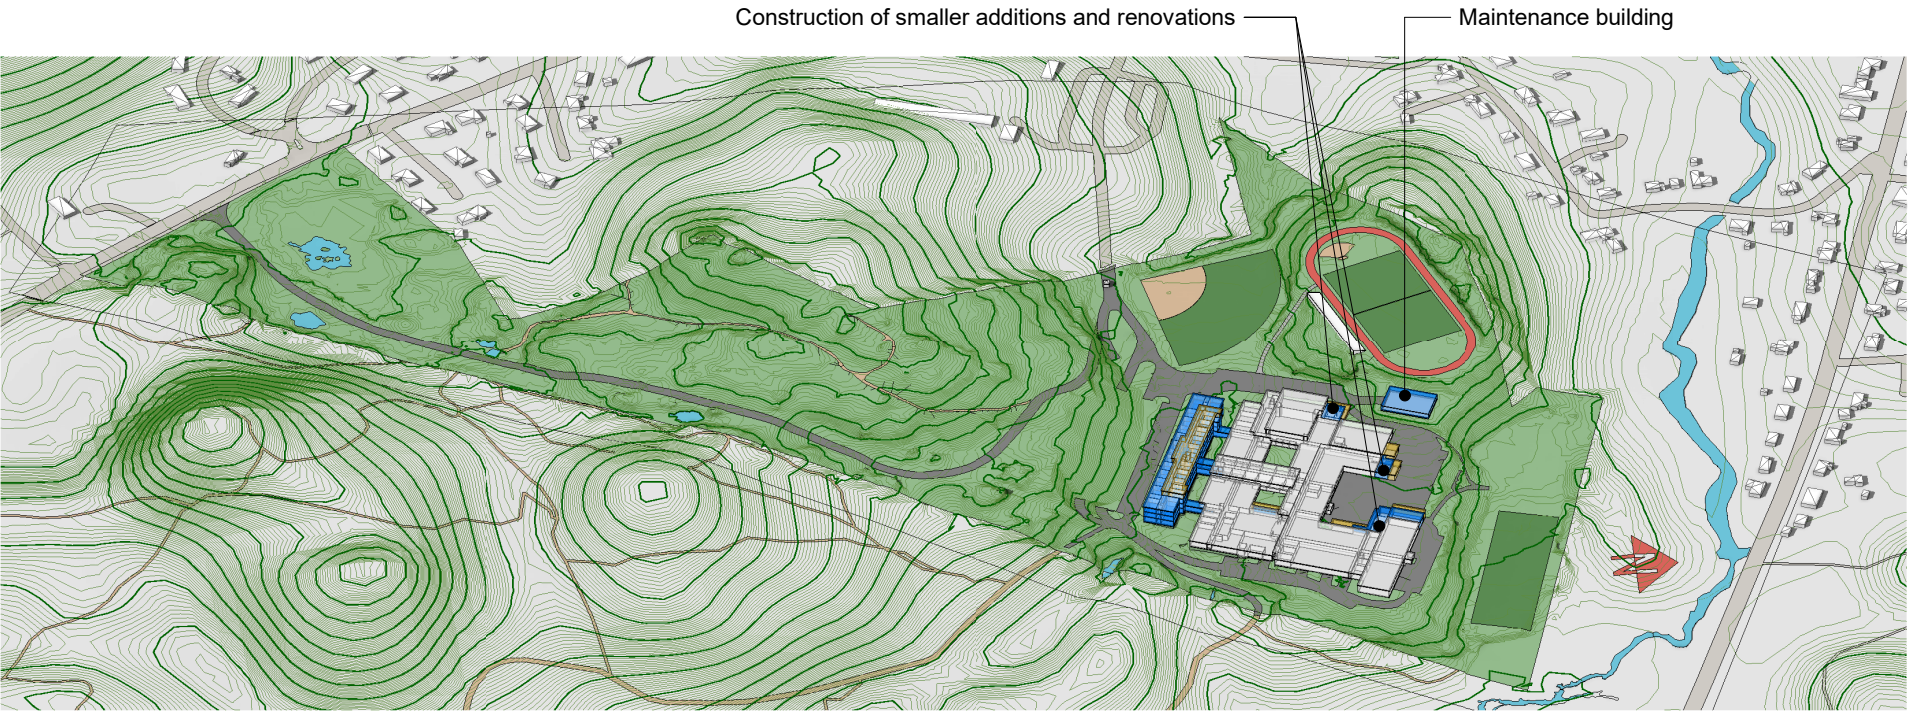 Construction of smaller additions and renovations
Maintenance building